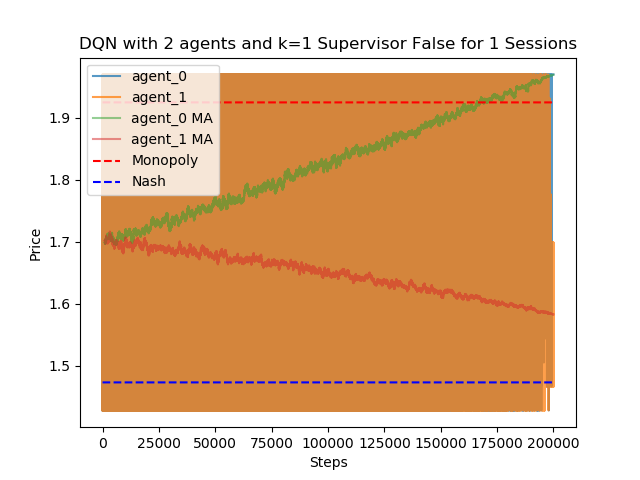 DQN with 2 agents and k=1 Supervisor False for 1 Sessions
agent_0
agent_1
agent_0 MA
agent_1 MA
Monopoly
Nash
1.9
1.8
1.7
1.6
1.5
Price
0 25000 50000 75000 100000 125000 150000 175000 200000
Steps